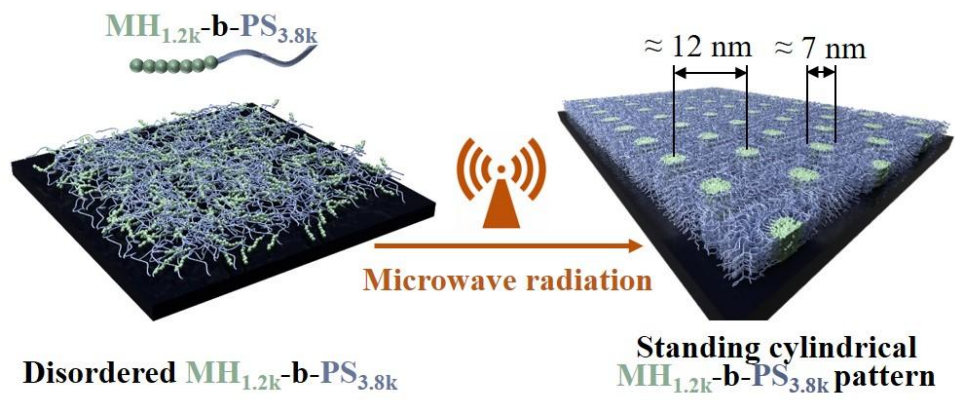 MH1.2k-b-PS3.8k
≈ 12 nm
≈ 7 nm
Microwave radiation
Disordered MH1.2k-b-PS3.8k
Standing cylindrical
MH1.2k-b-PS3.8k pattern